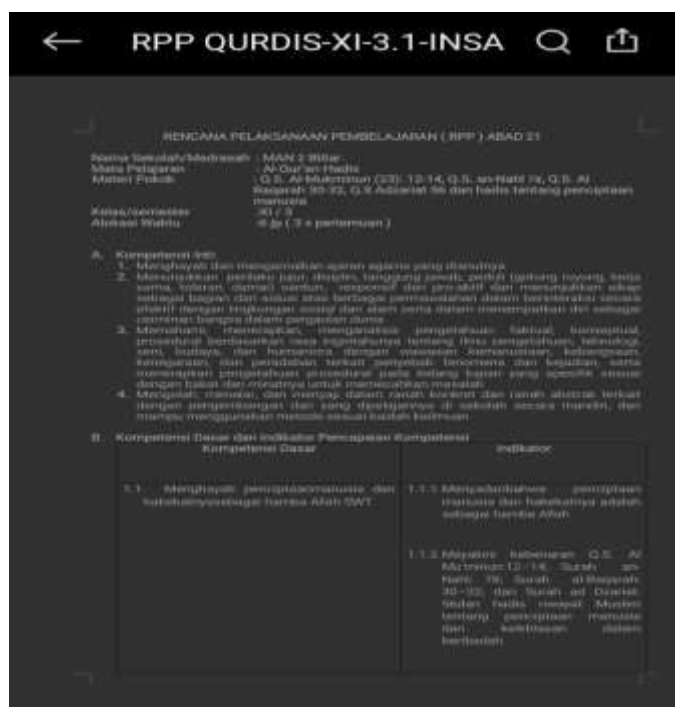 RPP QURDIS-XI-3.1-INSA
RENCANA PELAKSANAAN PEMBELAJARAN ( RPP ) ABAD 21
Nama Sekolah/Madrasah : MAN 2 Blitar
Mata Pelajaran : Al-Qur'an-Hadis
Materi Pokok : Q.S. Al-Mukminun (23): 12-14, Q.S. an-Nahl 78, Q.S. Al
Baqarah 30-32, Q.S Adzariat 56 dan hadis tentang penciptaan
manusia
Kelas/semester
Alokasi Waktu : 6 jp ( 3 x pertemuan )
A. Kompetensi Inti:
1. Menghayati dan mengamalkan ajaran agama yang dianutnya
2. Menunjukkan perilaku jujur, disiplin, tanggung jawab, peduli (gotong royong, kerja
sama, toleran, damai) santun, responsif dan pro-aktif dan menunjukkan sikap
sebagai bagian dari solusi atas berbagai permasalahan dalam berinteraksi secara
efektif dengan lingkungan sosial dan alam serta dalam menempatkan diri sebagai
cerminan bangsa dalam pergaulan dunia
3. Memahami, menerapkan, menganalisis pengetahuan faktual, konseptual,
prosedural berdasarkan rasa ingintahunya tentang ilmu pengetahuan, teknologi,
seni, budaya, dan humaniora dengan wawasan kemanusiaan, kebangsaan,
kenegaraan, dan peradaban terkait penyebab fenomena dan kejadian, serta
menerapkan pengetahuan prosedural pada bidang kajian yang spesifik sesuai
dengan bakat dan minatnya untuk memecahkan masalah
4. Mengolah, menalar, dan menyaji dalam ranah konkret dan ranah abstrak terkait
dengan pengembangan dari yang dipelajarinya di sekolah secara mandiri, dan
mampu menggunakan metode sesuai kaidah keilmuan
B. Kompetensi Dasar dan Indikator Pencapaian Kompetensi
Kompetensi Dasar Indikator
1.1. Menghayati penciptaanmanusia dan
hakekatnyasebagai hamba Allah SWT
1.1.1 Menyadaribahwa penciptaan
manusia dan hakekatnya adalah
sebagai hamba Allah
1.1.2 Meyakini kebenaran Q.S. Al
Mu'minun:12-14; Surah an-
Nahl: 78; Surah al-Baqarah:
30-32; dan Surah ad Dzariat:
56dan hadis riwayat Muslim
tentang penciptaan manusia
dan keikhlasan dalam
beribadah